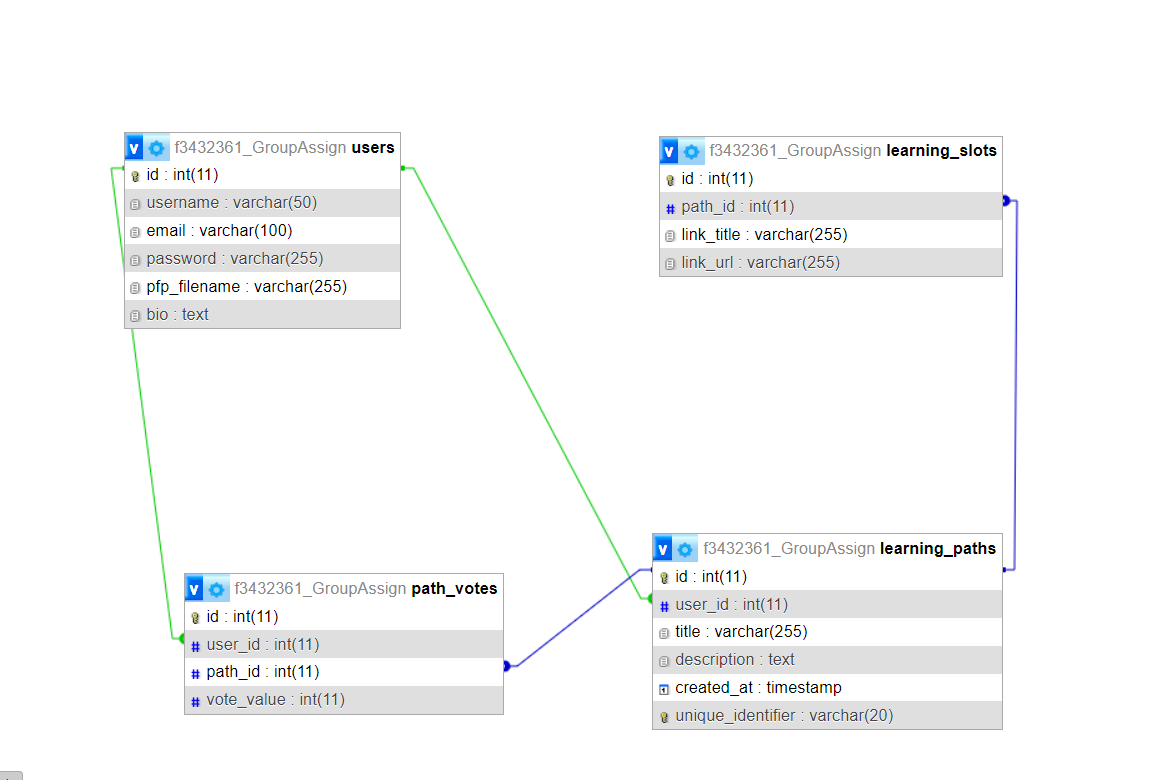 v f3432361_GroupAssign users
id : int(11)
username : varchar(50)
email : varchar(100)
password : varchar(255)
pfp_filename : varchar(255)
bio : text
v f3432361_GroupAssign learning_slots
id : int(11)
# path_id : int(11)
link_title : varchar(255)
link_url : varchar(255)
v f3432361_GroupAssign path_votes
id : int(11)
# user_id : int(11)
# path_id : int(11)
# vote_value : int(11)
v f3432361_GroupAssign learning_paths
id : int(11)
# user_id : int(11)
title : varchar(255)
description : text
created_at : timestamp
unique_identifier : varchar(20)